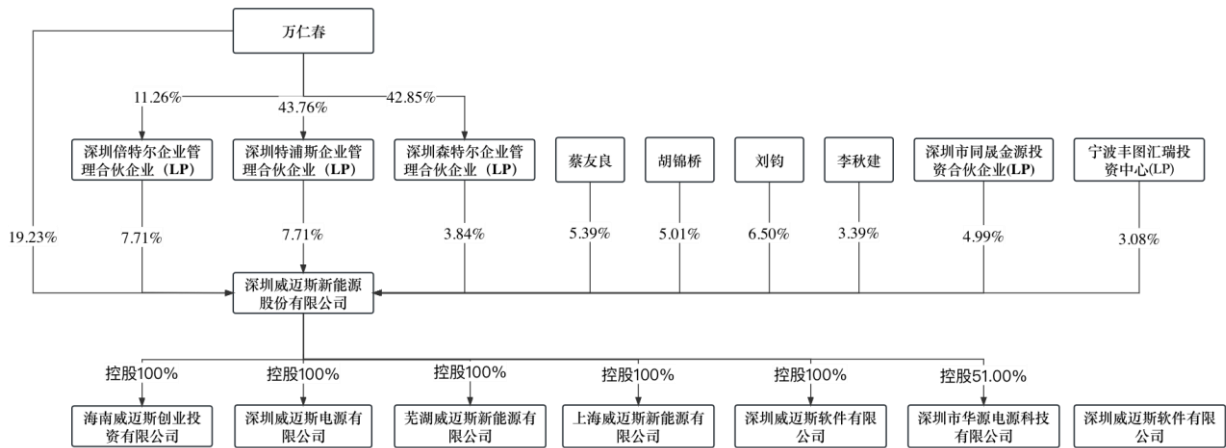 万仁春
11.26%
43.76%
42.85%
深圳倍特尔企业管
理合伙企业（LP）
深圳特浦斯企业管
理合伙企业（LP）
深圳森特尔企业管
理合伙企业（LP）
蔡友良
胡锦桥
刘钧
李秋建
深圳市同晟金源投
资合伙企业(LP)
宁波丰图汇瑞投
资中心(LP)
19.23%
7.71%
7.71%
3.84%
5.39%
5.01%
6.50%
3.39%
4.99%
3.08%
深圳威迈斯新能源
股份有限公司
控股100%
控股100%
控股100%
控股100%
控股100%
控股51.00%
海南威迈斯创业投
资有限公司
深圳威迈斯电源有
限公司
芜湖威迈斯新能源有
限公司
上海威迈斯新能源有
限公司
深圳威迈斯软件有限
公司
深圳市华源电源科技
有限公司
深圳威迈斯软件有限
公司